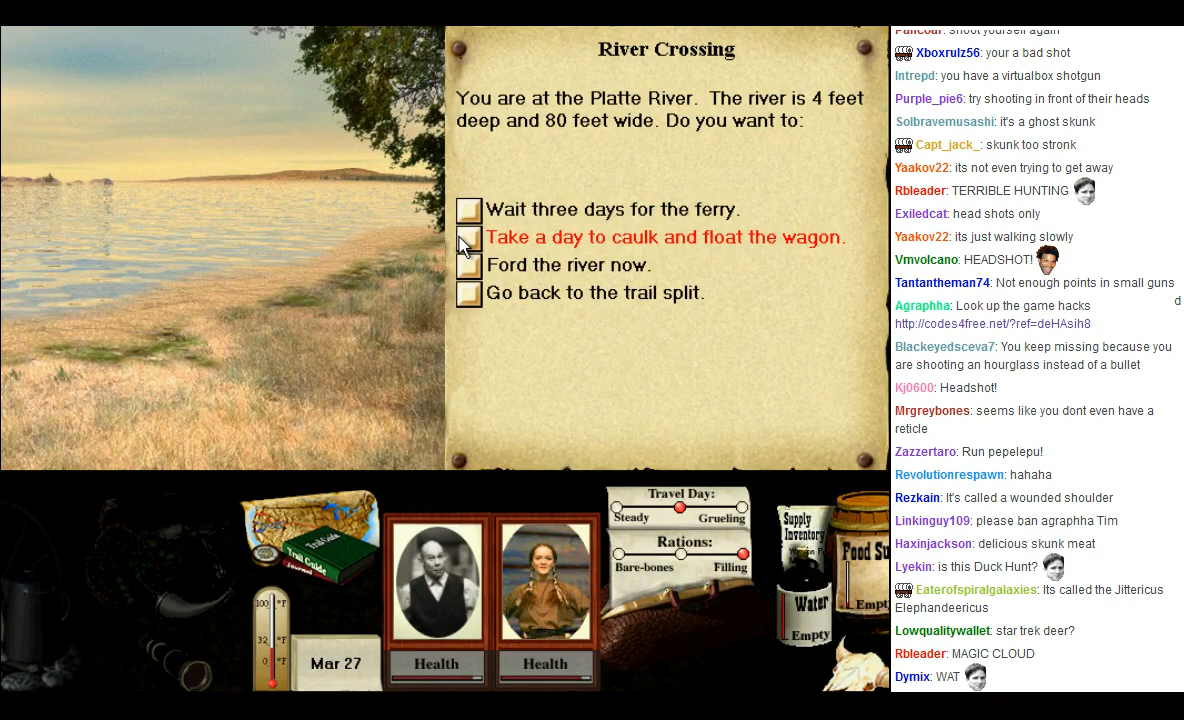 River Crossing
You are at the Platte River. The river is 4 feet
deep and 80 feet wide. Do you want to:
Wait three days for the ferry.
Take a day to caulk and float the wagon.
Ford the river now.
Go back to the trail split.
Trail Guide
Trail Guide
Journal
100 °F
32 °F
0 °F
Mar 27
Health
Health
Travel Day:
Steady
Grueling
Rations:
Bare-bones
Filling
Supply
Inventory
Water
Empty
Food Su
Empt
shoot yourself again
Xboxrulz56: your a bad shot
Intrepd: you have a virtualbox shotgun
Purple_pie6: try shooting in front of their heads
Solbravemusashi: it's a ghost skunk
Capt_jack_: skunk too stronk
Yaakov22: its not even trying to get away
Rbleader: TERRIBLE HUNTING
Exiledcat: head shots only
Yaakov22: its just walking slowly
Vmvolcano: HEADSHOT!
Tantantheman74: Not enough points in small guns
d
Agraphha: Look up the game hacks
http://codes4free.net/?ref=deHAsih8
Blackeyedsceva7: You keep missing because you
are shooting an hourglass instead of a bullet
Kj0600: Headshot!
Mrgreybones: seems like you dont even have a
reticle
Zazzertaro: Run pepelepu!
Revolutionrespawn: hahaha
Rezkain: It's called a wounded shoulder
Linkinguy109: please ban agraphha Tim
Haxinjackson: delicious skunk meat
Lyekin: is this Duck Hunt?
Eaterofspiralgalaxies: Its called the Jittericus
Elephandeericus
Lowqualitywallet: star trek deer?
Rbleader: MAGIC CLOUD
Dymix: WAT